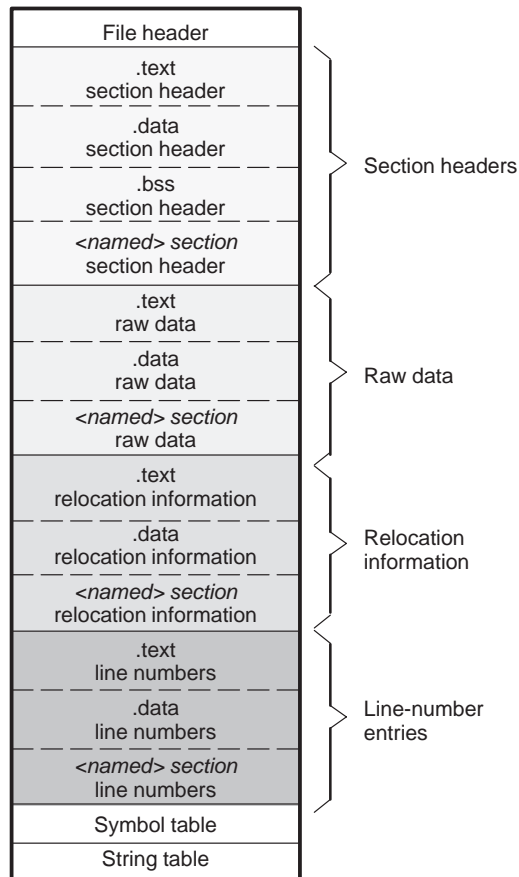 File header
.text
section header
.data
section header
.bss
section header
<named> section
section header
Section headers
.text
raw data
.data
raw data
<named> section
raw data
Raw data
.text
relocation information
.data
relocation information
<named> section
relocation information
Relocation
information
.text
line numbers
.data
line numbers
<named> section
line numbers
Line-number
entries
Symbol table
String table